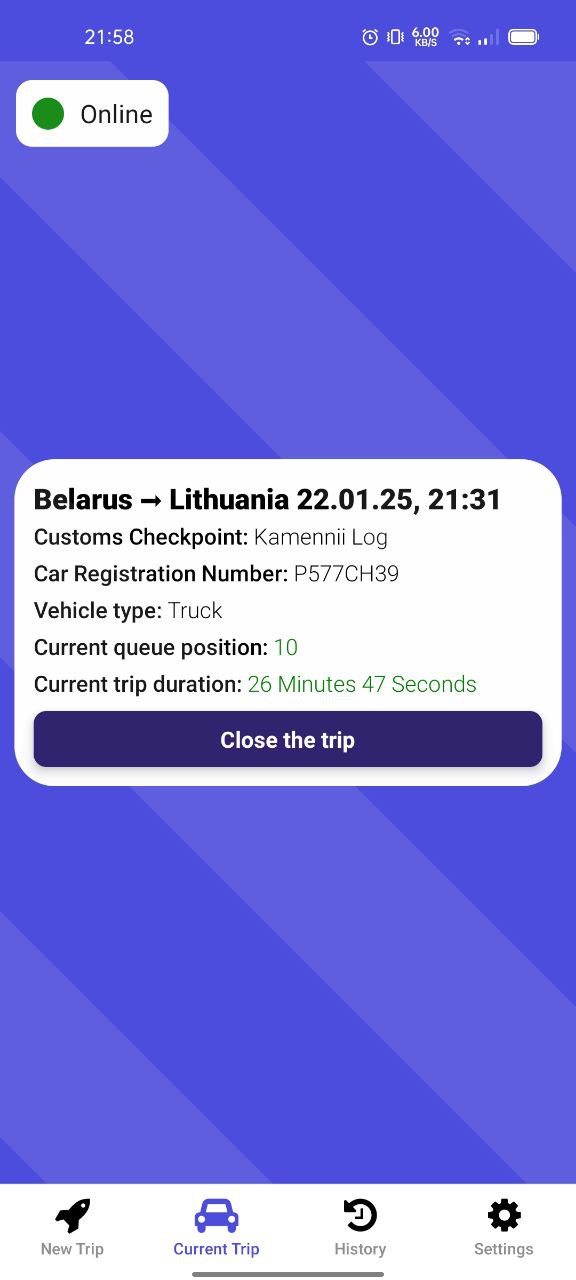 21:58
6.00
KB/S
Online
Belarus → Lithuania 22.01.25, 21:31
Customs Checkpoint: Kamennii Log
Car Registration Number: P577CH39
Vehicle type: Truck
Current queue position: 10
Current trip duration: 26 Minutes 47 Seconds
Close the trip
New Trip
Current Trip
History
Settings